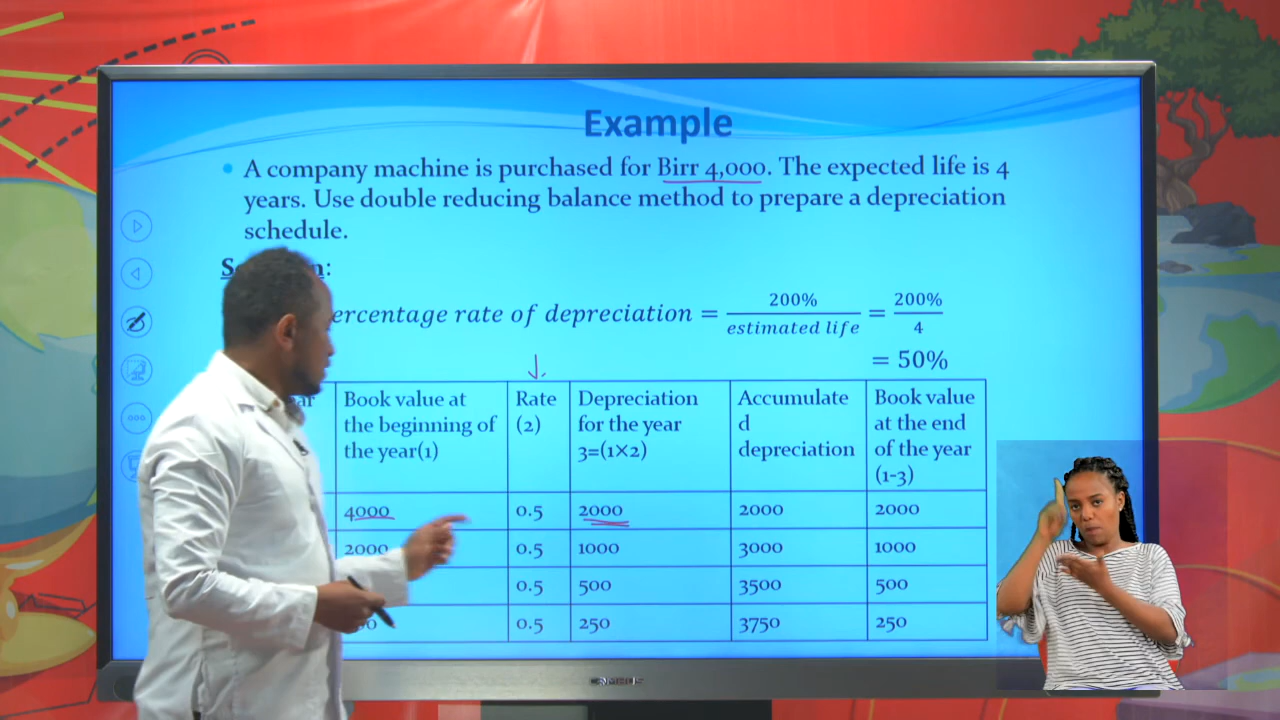 Example
A company machine is purchased for Birr 4,000. The expected life is 4
years. Use double reducing balance method to prepare a depreciation
schedule.
ercentage rate of depreciation = 200% / estimated life = 200% / 4
= 50%
Book value at the beginning of the year(1) Rate (2) Depreciation for the year 3=(1×2) Accumulate d depreciation Book value at the end of the year (1-3)
4000 0.5 2000 2000 2000
2000 0.5 1000 3000 1000
0.5 500 3500 500
0.5 250 3750 250